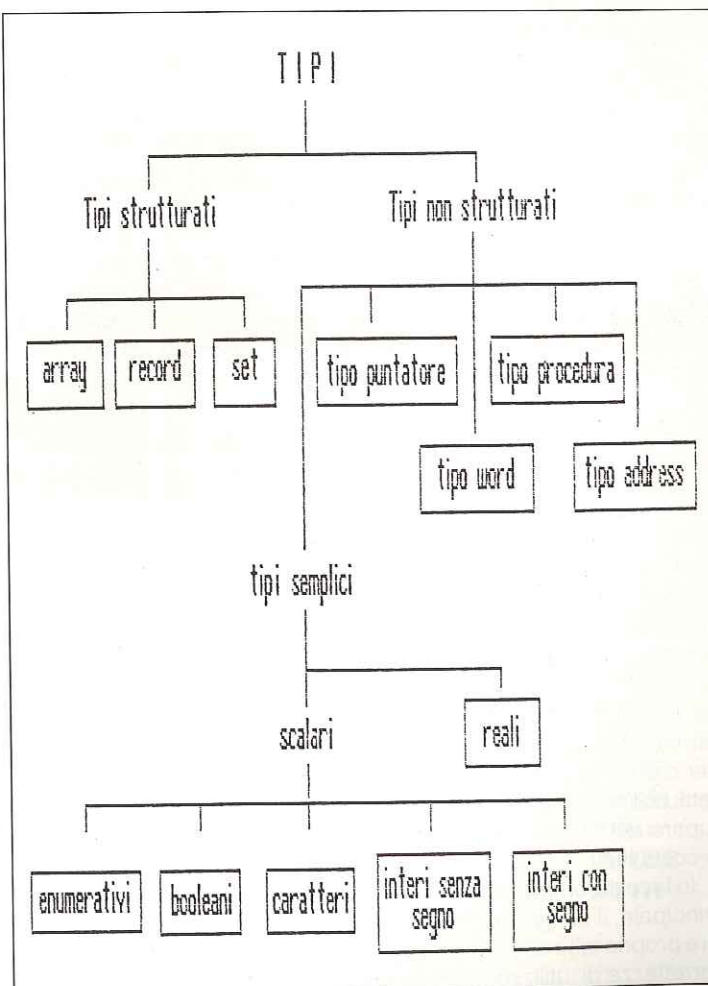 TIPI
Tipi strutturati
Tipi non strutturati
array
record
set
tipo puntatore
tipo procedura
tipo word
tipo address
tipi semplici
scalari
reali
enumerativi
booleani
caratteri
interi senza
segno
interi con
segno